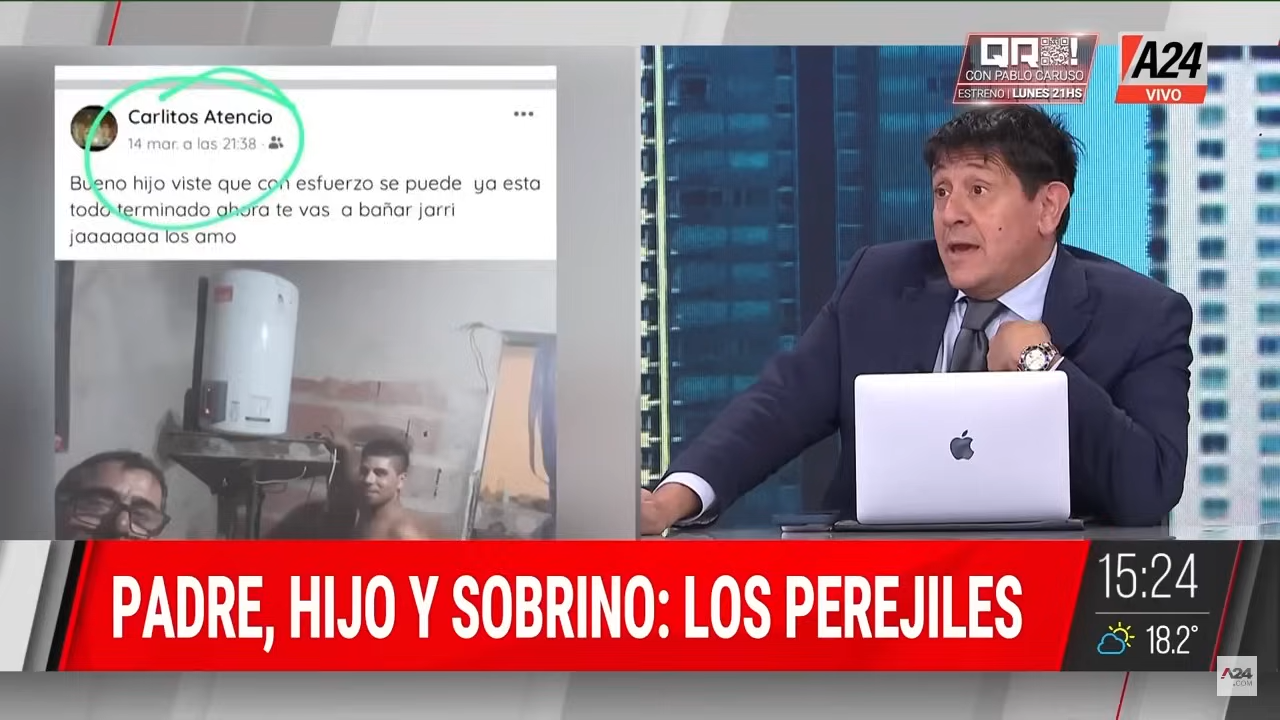 QR!
CON PABLO CARUSO
ESTRENO | LUNES 21HS
A24
VIVO
Carlitos Atencio
14 mar. a las 21:38 ·
Bueno hijo viste que con esfuerzo se puede ya esta
todo terminado ahora te vas a bañar jarri
jaaaaaaa los amo
PADRE, HIJO Y SOBRINO: LOS PEREJILES
15:24
18.2°
A24
.COM